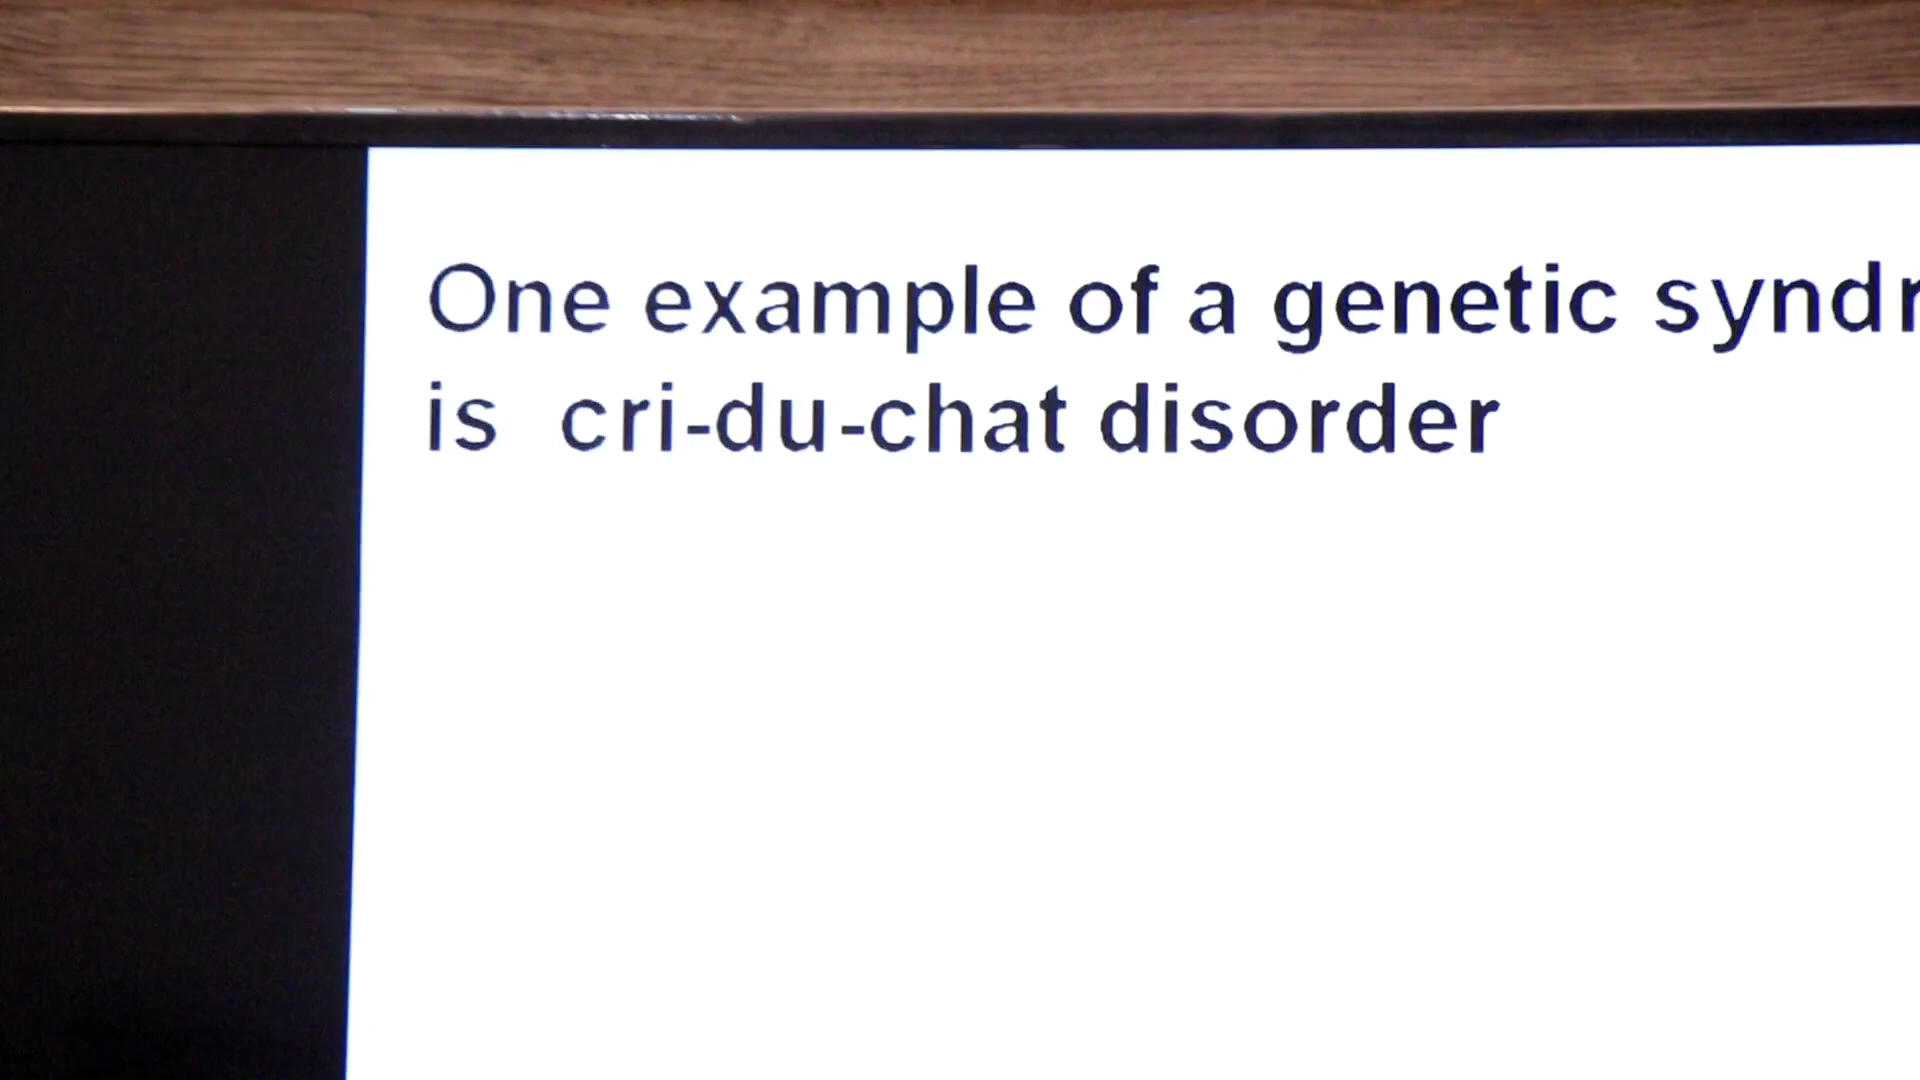 One example of a genetic syndr
is cri-du-chat disorder